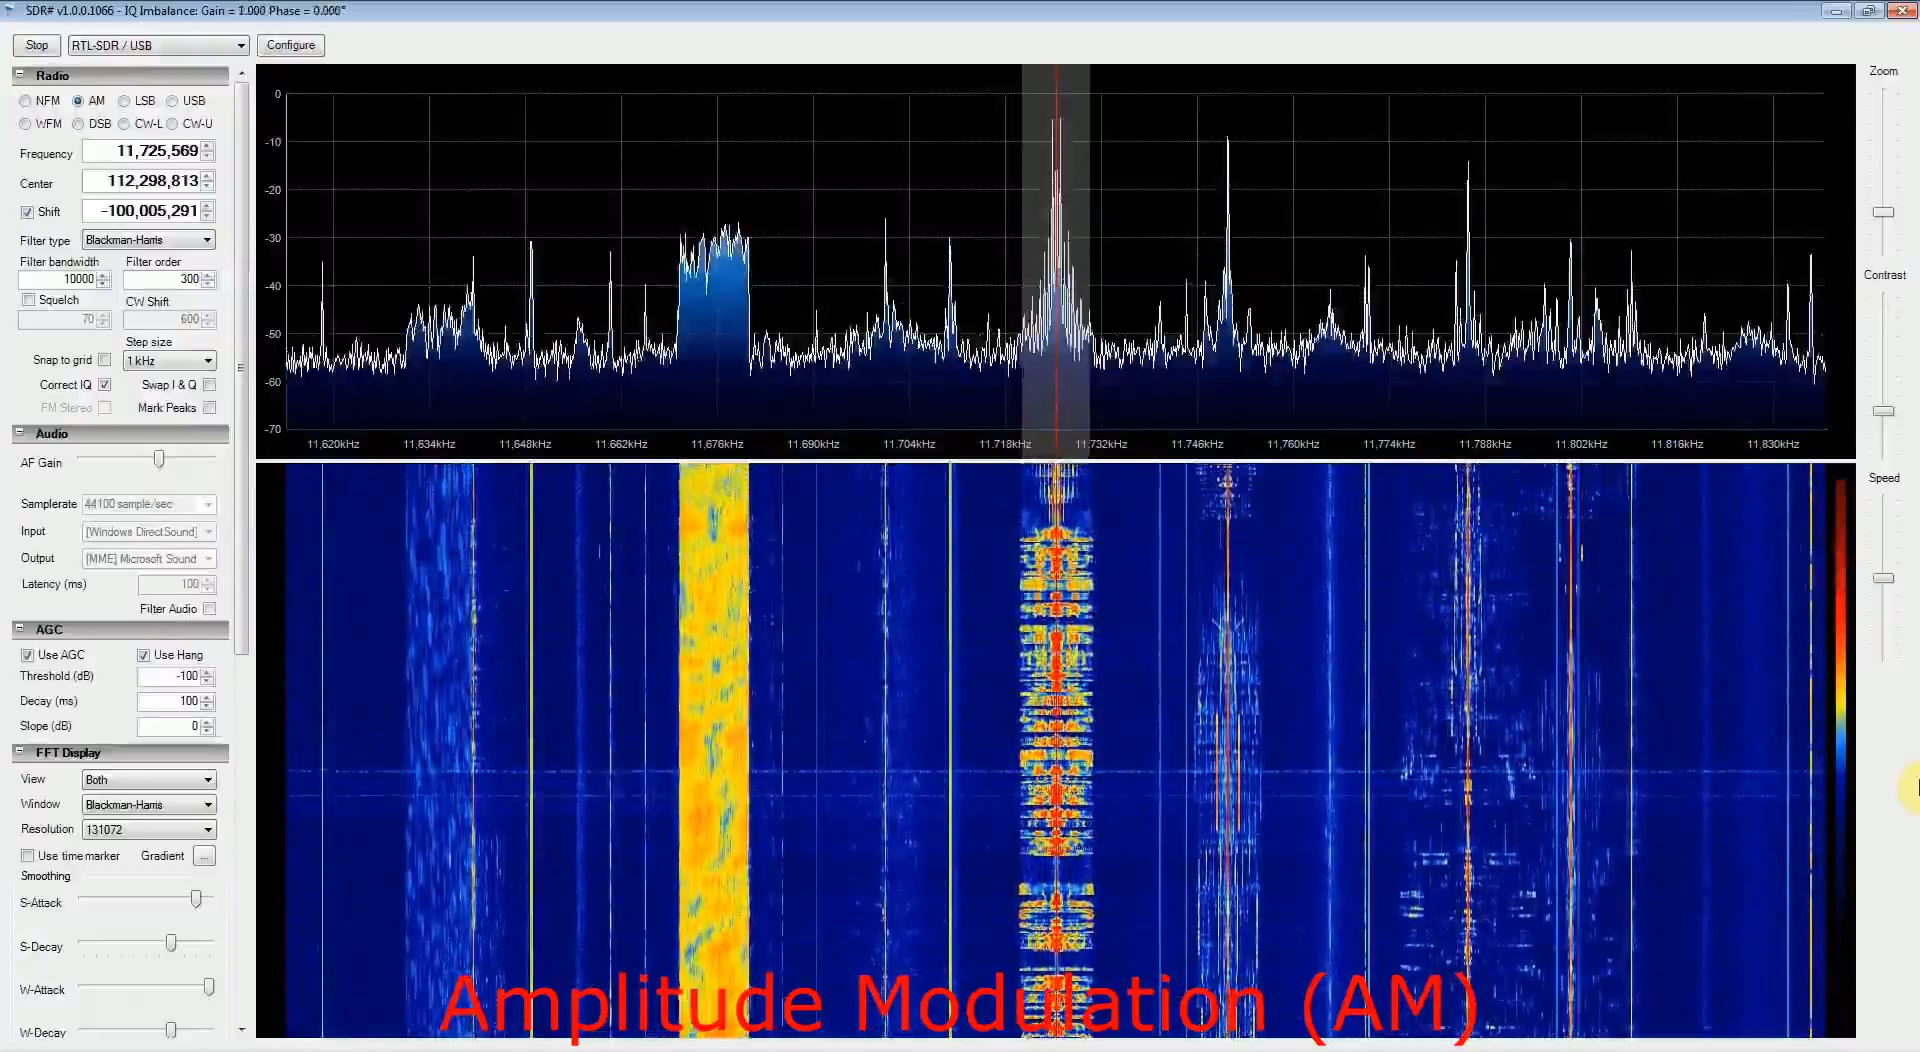 SDR# v1.0.0.1066 - IQ Imbalance: Gain = 1.000 Phase = 0.000°
Stop RTL-SDR / USB Configure
Radio
NFM AM LSB USB
WFM DSB CW-L CW-U
Frequency 11,725,569
Center 112,298,813
Shift -100,005,291
Filter type Blackman-Harris
Filter bandwidth Filter order
10000 300
Squelch CW Shift
70 600
Step size
Snap to grid 1 kHz
Correct IQ Swap I & Q
FM Stereo Mark Peaks
Audio
AF Gain
Samplerate 44100 sample/sec
Input [Windows DirectSound]
Output [MME] Microsoft Sound
Latency (ms) 100
Filter Audio
AGC
Use AGC Use Hang
Threshold (dB) -100
Decay (ms) 100
Slope (dB) 0
FFT Display
View Both
Window Blackman-Harris
Resolution 131072
Use time marker Gradient ...
Smoothing
S-Attack
S-Decay
W-Attack
W-Decay
0
-10
-20
-30
-40
-50
-60
-70
11,620kHz 11,634kHz 11,648kHz 11,662kHz 11,676kHz 11,690kHz 11,704kHz 11,718kHz 11,732kHz 11,746kHz 11,760kHz 11,774kHz 11,788kHz 11,802kHz 11,816kHz 11,830kHz
Zoom
Contrast
Speed
Amplitude Modulation (AM)